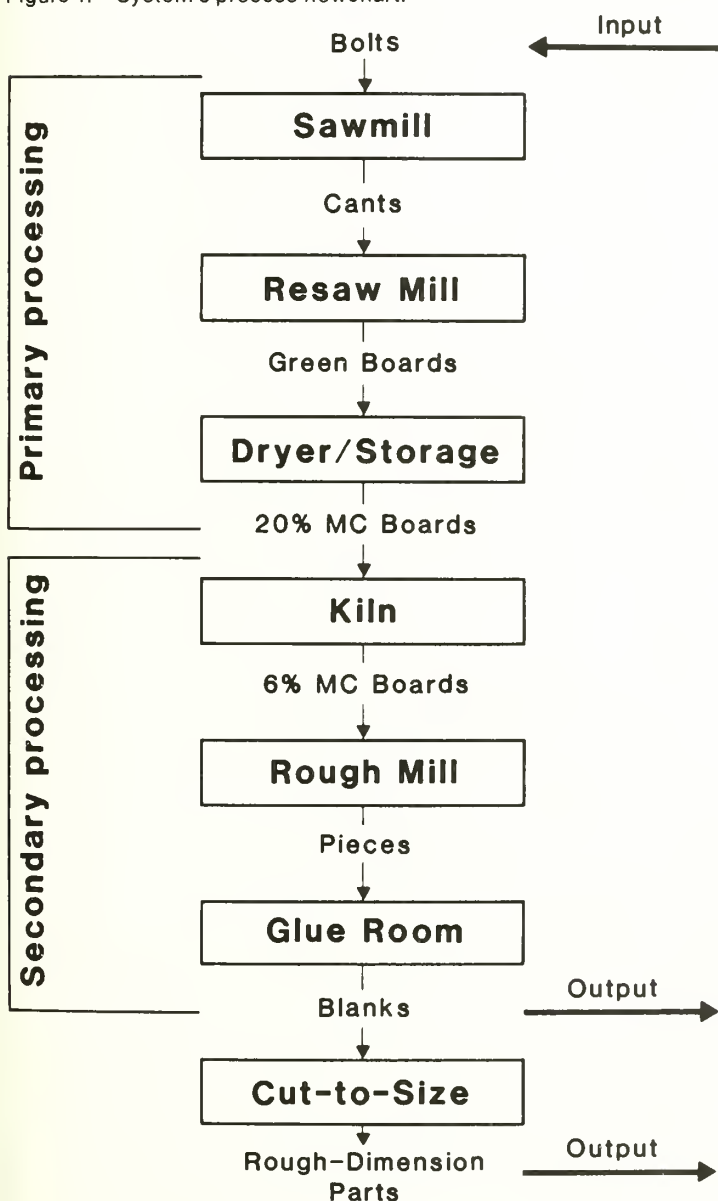 Figure process flowchart.
Input
Bolts
Sawmill
Cants
Resaw Mill
Green Boards
Dryer/Storage
20% MC Boards
Primary processing
Kiln
6% MC Boards
Rough Mill
Pieces
Glue Room
Blanks
Output
Secondary processing
Cut-to-Size
Rough-Dimension
Parts
Output